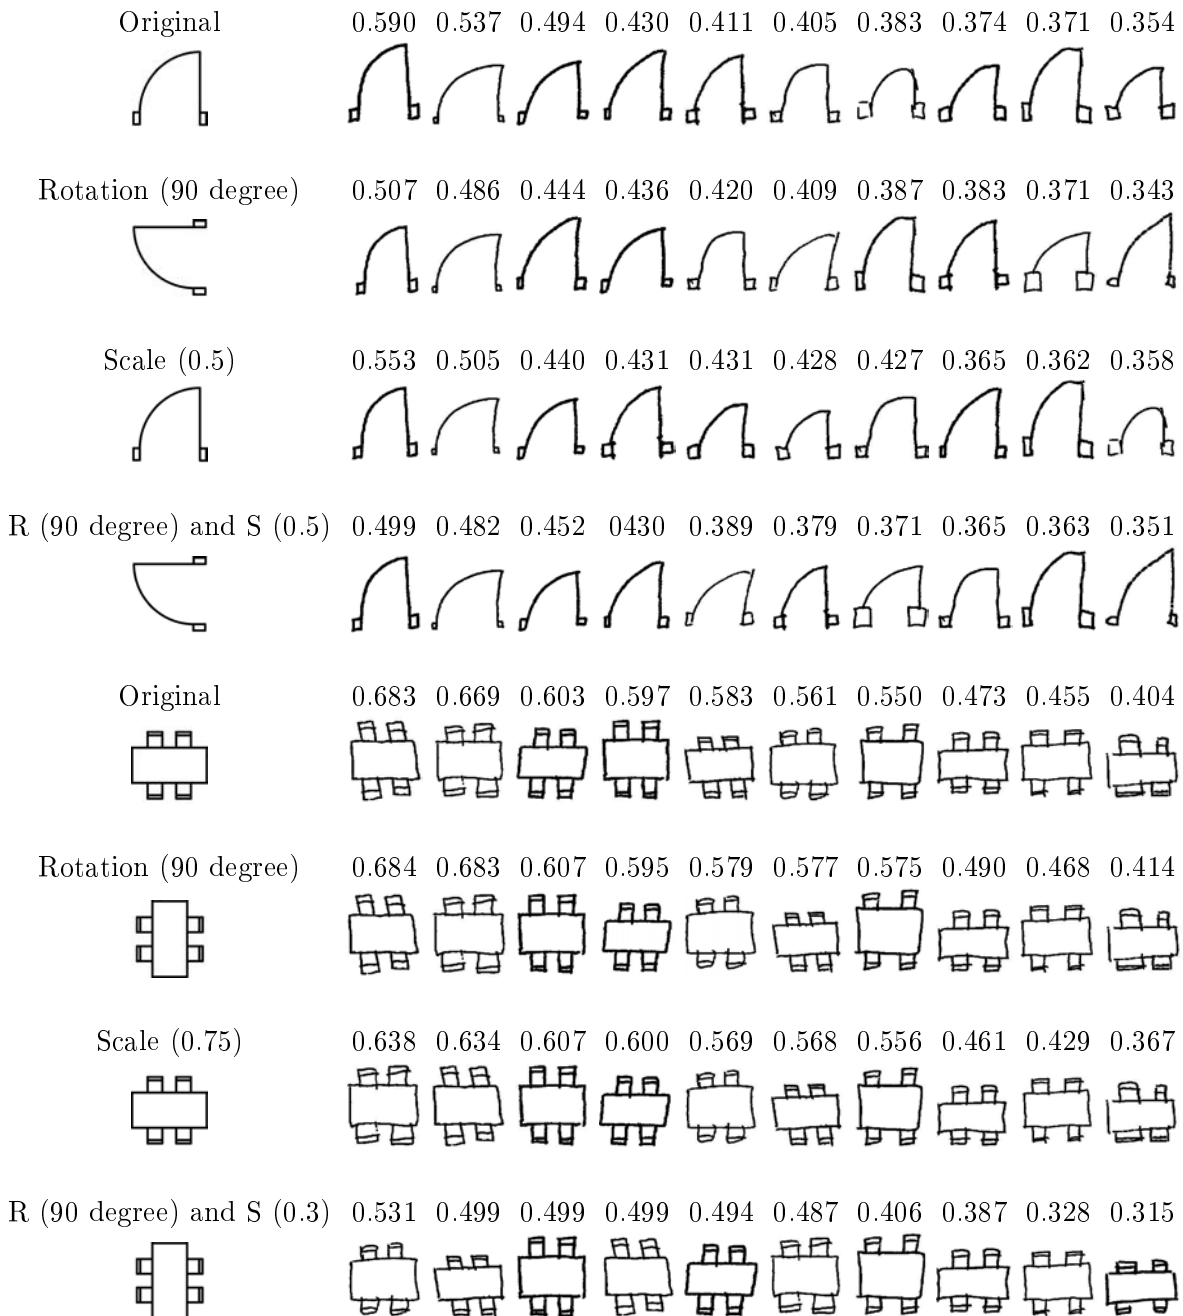 Original 0.590 0.537 0.494 0.430 0.411 0.405 0.383 0.374 0.371 0.354
Rotation (90 degree) 0.507 0.486 0.444 0.436 0.420 0.409 0.387 0.383 0.371 0.343
Scale (0.5) 0.553 0.505 0.440 0.431 0.431 0.428 0.427 0.365 0.362 0.358
R (90 degree) and S (0.5) 0.499 0.482 0.452 0430 0.389 0.379 0.371 0.365 0.363 0.351
Original 0.683 0.669 0.603 0.597 0.583 0.561 0.550 0.473 0.455 0.404
Rotation (90 degree) 0.684 0.683 0.607 0.595 0.579 0.577 0.575 0.490 0.468 0.414
Scale (0.75) 0.638 0.634 0.607 0.600 0.569 0.568 0.556 0.461 0.429 0.367
R (90 degree) and S (0.3) 0.531 0.499 0.499 0.499 0.494 0.487 0.406 0.387 0.328 0.315